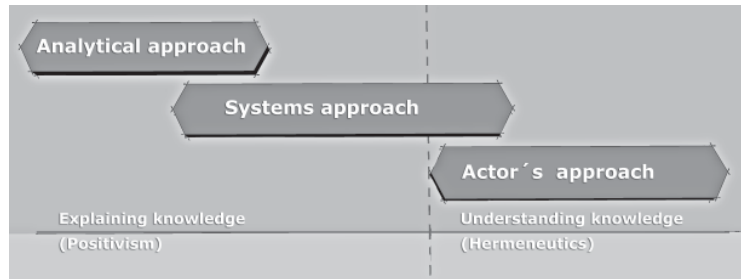 Analytical approach
Systems approach
Actor´s approach
Explaining knowledge
(Positivism)
Understanding knowledge
(Hermeneutics)